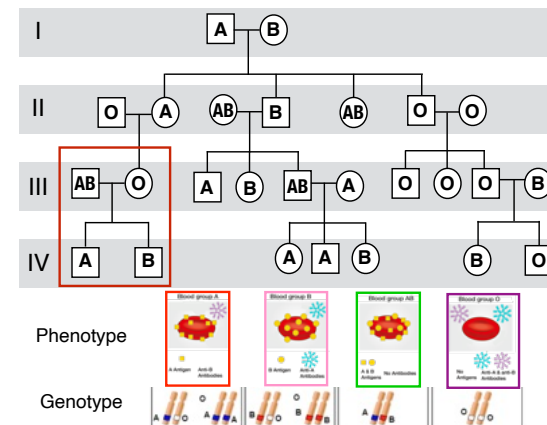 I
A B
II
O A AB B AB O O
III
AB O A B AB A O O O B
IV
A B A A B B O
Blood group A Blood group B Blood group AB Blood group O
Phenotype
A Antigen Anti-B Antibodies
B Antigen Anti-A Antibodies
A & B Antigens No Antibodies
No Antigens Anti-A & anti-B Antibodies
Genotype
A O A A
B O B B
A B
O O